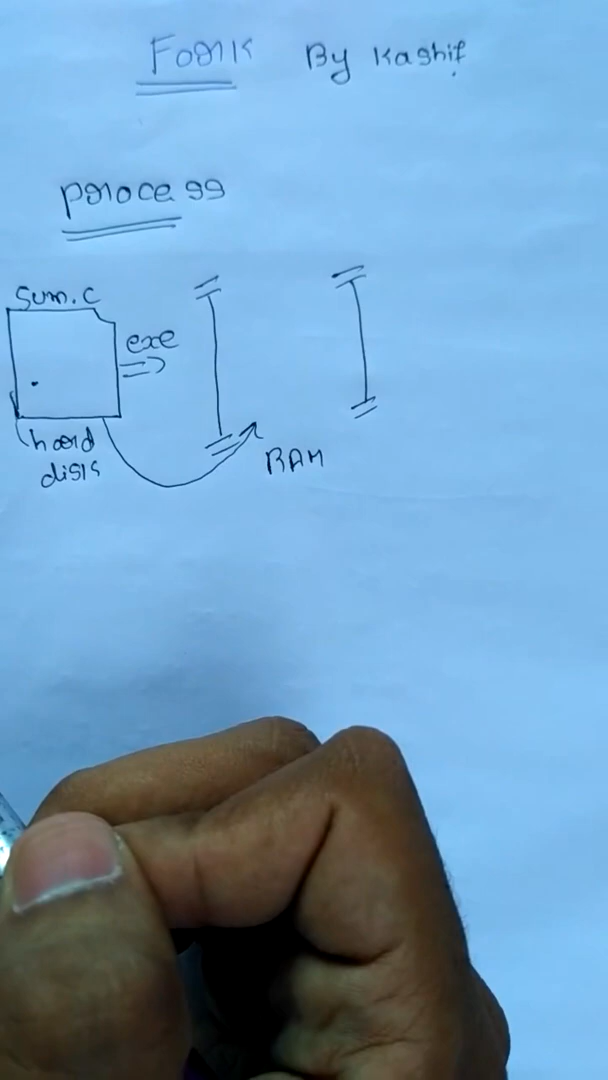 Fork By Kashif
process
Sum.c
exe
hard
disk
RAM